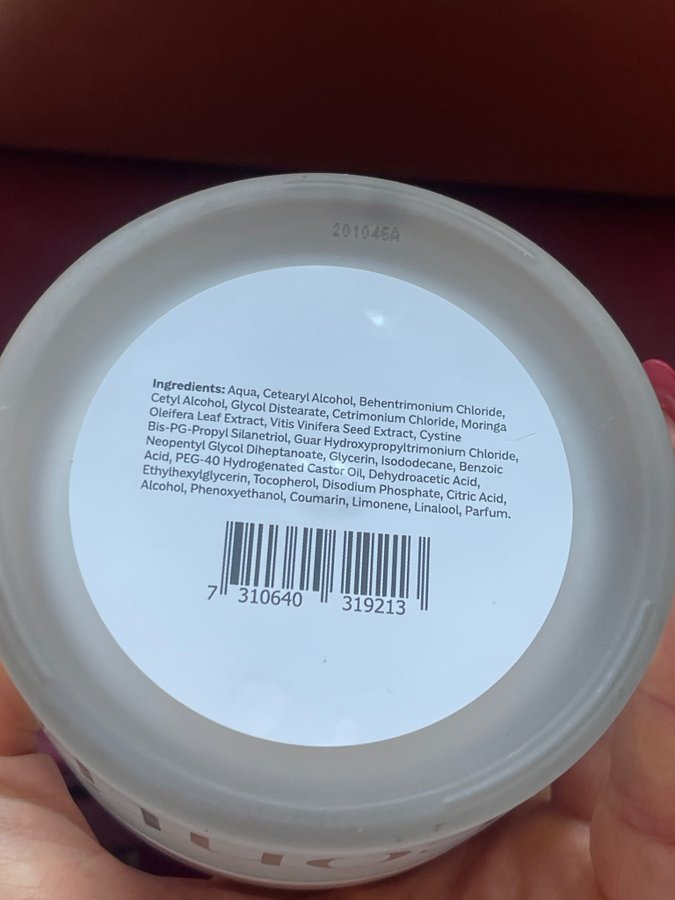 201046A
Ingredients: Aqua, Cetearyl Alcohol, Behentrimonium Chloride,
Cetyl Alcohol, Glycol Distearate, Cetrimonium Chloride, Moringa
Oleifera Leaf Extract, Vitis Vinifera Seed Extract, Cystine
Bis-PG-Propyl Silanetriol, Guar Hydroxypropyltrimonium Chloride,
Neopentyl Glycol Diheptanoate, Glycerin, Isododecane, Benzoic
Acid, PEG-40 Hydrogenated Castor Oil, Dehydroacetic Acid,
Ethylhexylglycerin, Tocopherol, Disodium Phosphate, Citric Acid,
Alcohol, Phenoxyethanol, Coumarin, Limonene, Linalool, Parfum.
7 310640 319213